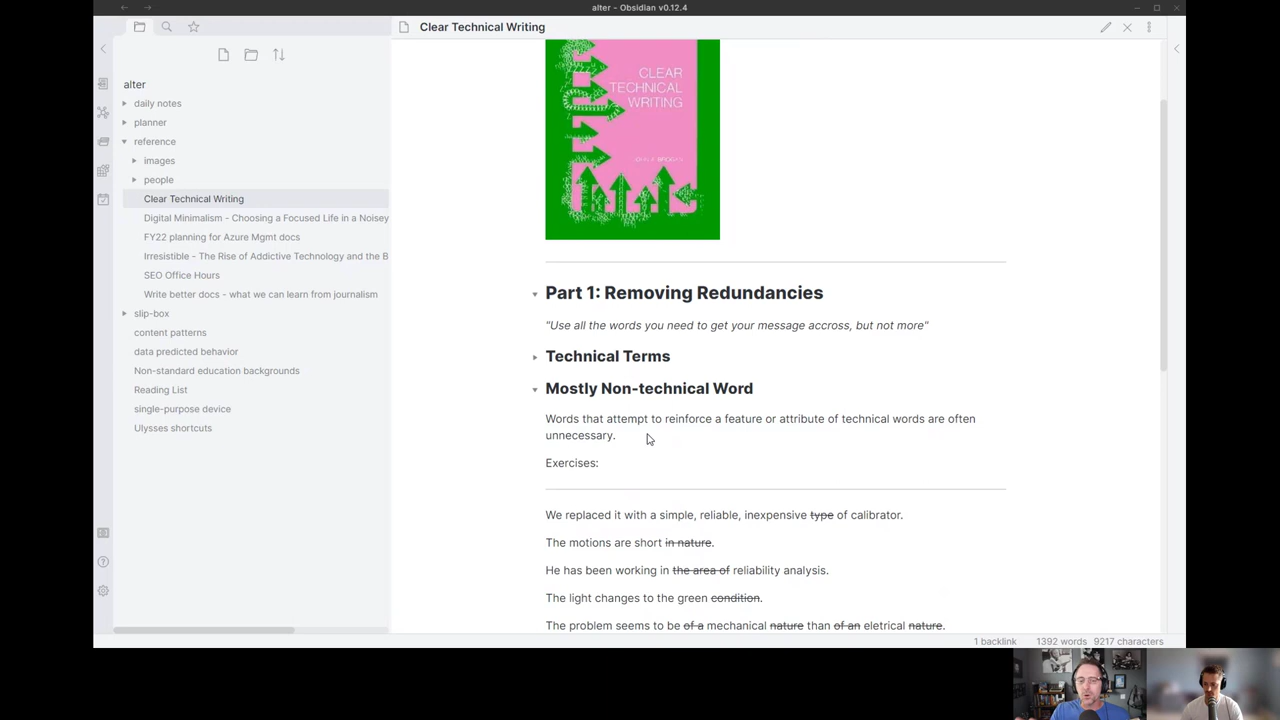 alter - Obsidian v0.12.4
Clear Technical Writing
alter
daily notes
planner
reference
images
people
Clear Technical Writing
Digital Minimalism - Choosing a Focused Life in a Noisey
FY22 planning for Azure Mgmt docs
Irresistible - The Rise of Addictive Technology and the B
SEO Office Hours
Write better docs - what we can learn from journalism
slip-box
content patterns
data predicted behavior
Non-standard education backgrounds
Reading List
single-purpose device
Ulysses shortcuts
CLEAR
TECHNICAL
WRITING
Part 1: Removing Redundancies
"Use all the words you need to get your message accross, but not more"
Technical Terms
Mostly Non-technical Word
Words that attempt to reinforce a feature or attribute of technical words are often
unnecessary.
Exercises:
We replaced it with a simple, reliable, inexpensive type of calibrator.
The motions are short in nature.
He has been working in the area of reliability analysis.
The light changes to the green condition.
The problem seems to be of a mechanical nature than of an eletrical nature.
1 backlink 1392 words 9217 characters